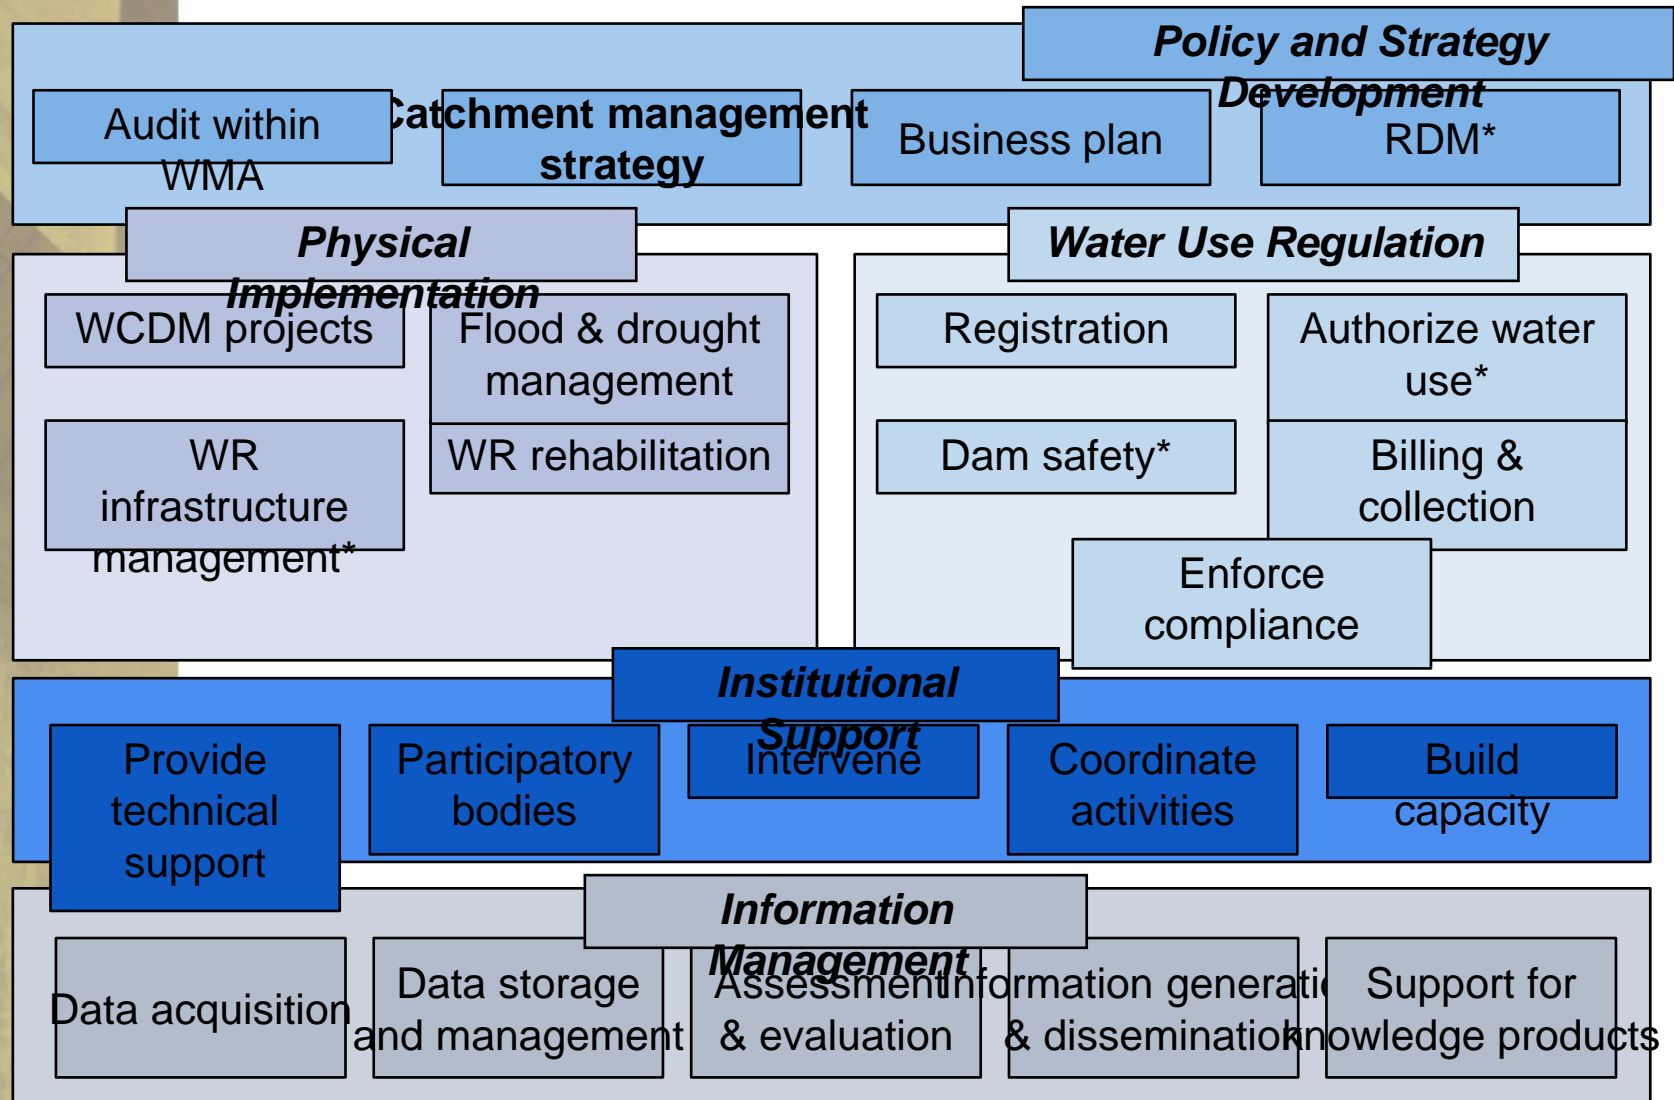 Policy and Strategy
Development
Audit within
WMA
Catchment management
strategy
Business plan
RDM*
Physical
Implementation
WCDM projects
Flood & drought
management
WR
infrastructure
management*
WR rehabilitation
Water Use Regulation
Registration
Authorize water
use*
Dam safety*
Billing &
collection
Enforce
compliance
Institutional
Support
Provide
technical
support
Participatory
bodies
Intervene
Coordinate
activities
Build
capacity
Information
Management
Data acquisition
Data storage
and management
Assessment
& evaluation
Information generati
& dissemination
knowledge products
Support for